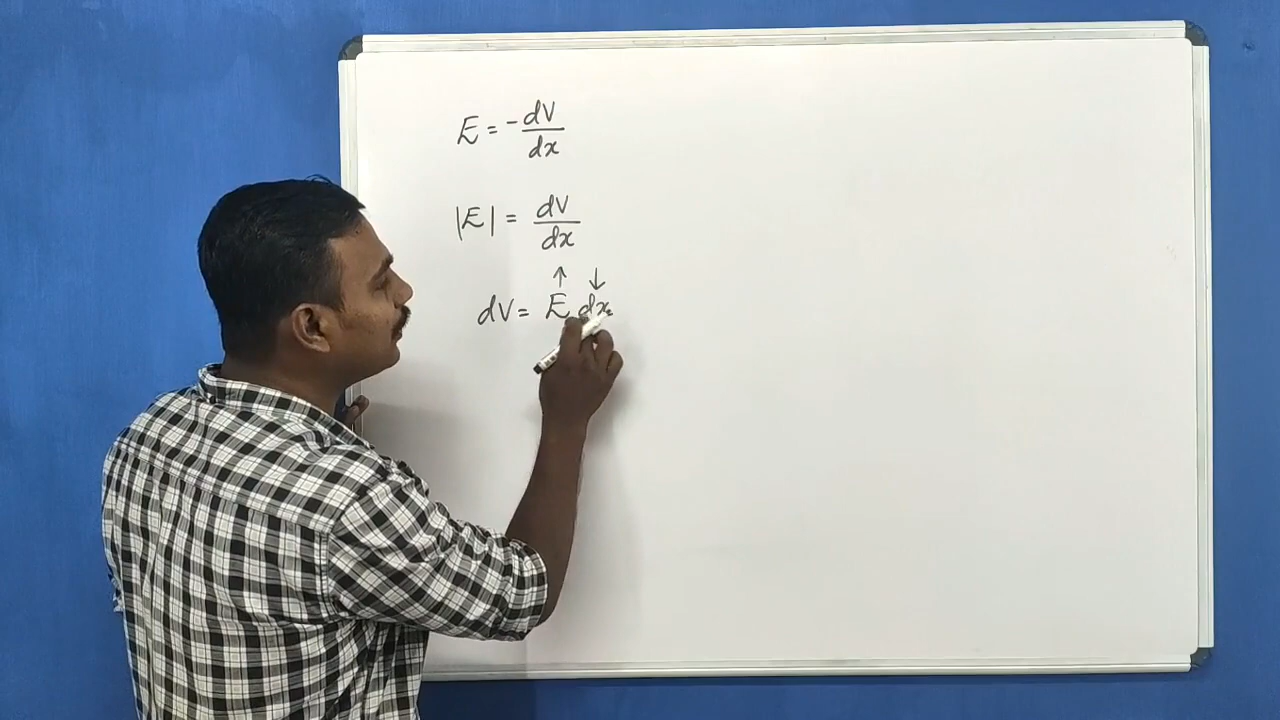 E = -dV/dx
|E| = dV/dx
↑ ↓
dV = E dx